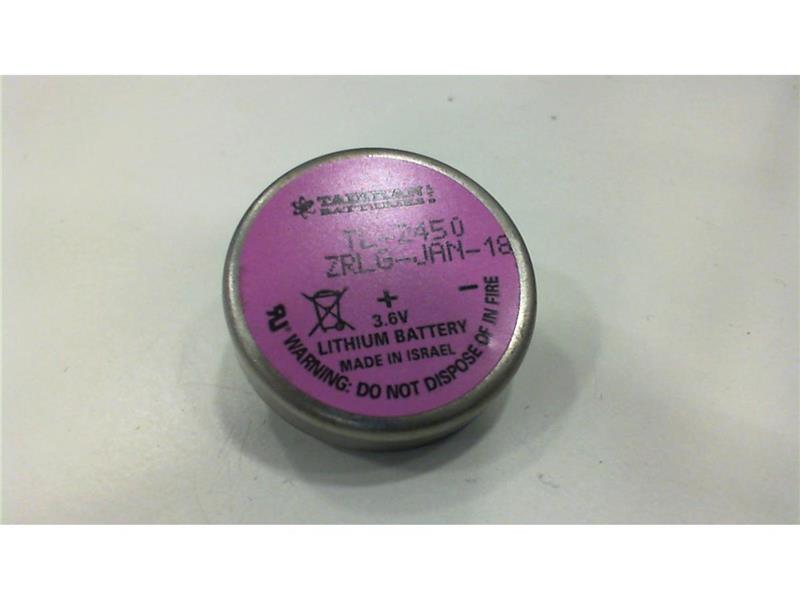 TADIRAN
BATTERIES
TL-2450
ZRLG-JAN-18
+ −
3.6V
LITHIUM BATTERY
MADE IN ISRAEL
WARNING: DO NOT DISPOSE OF IN FIRE